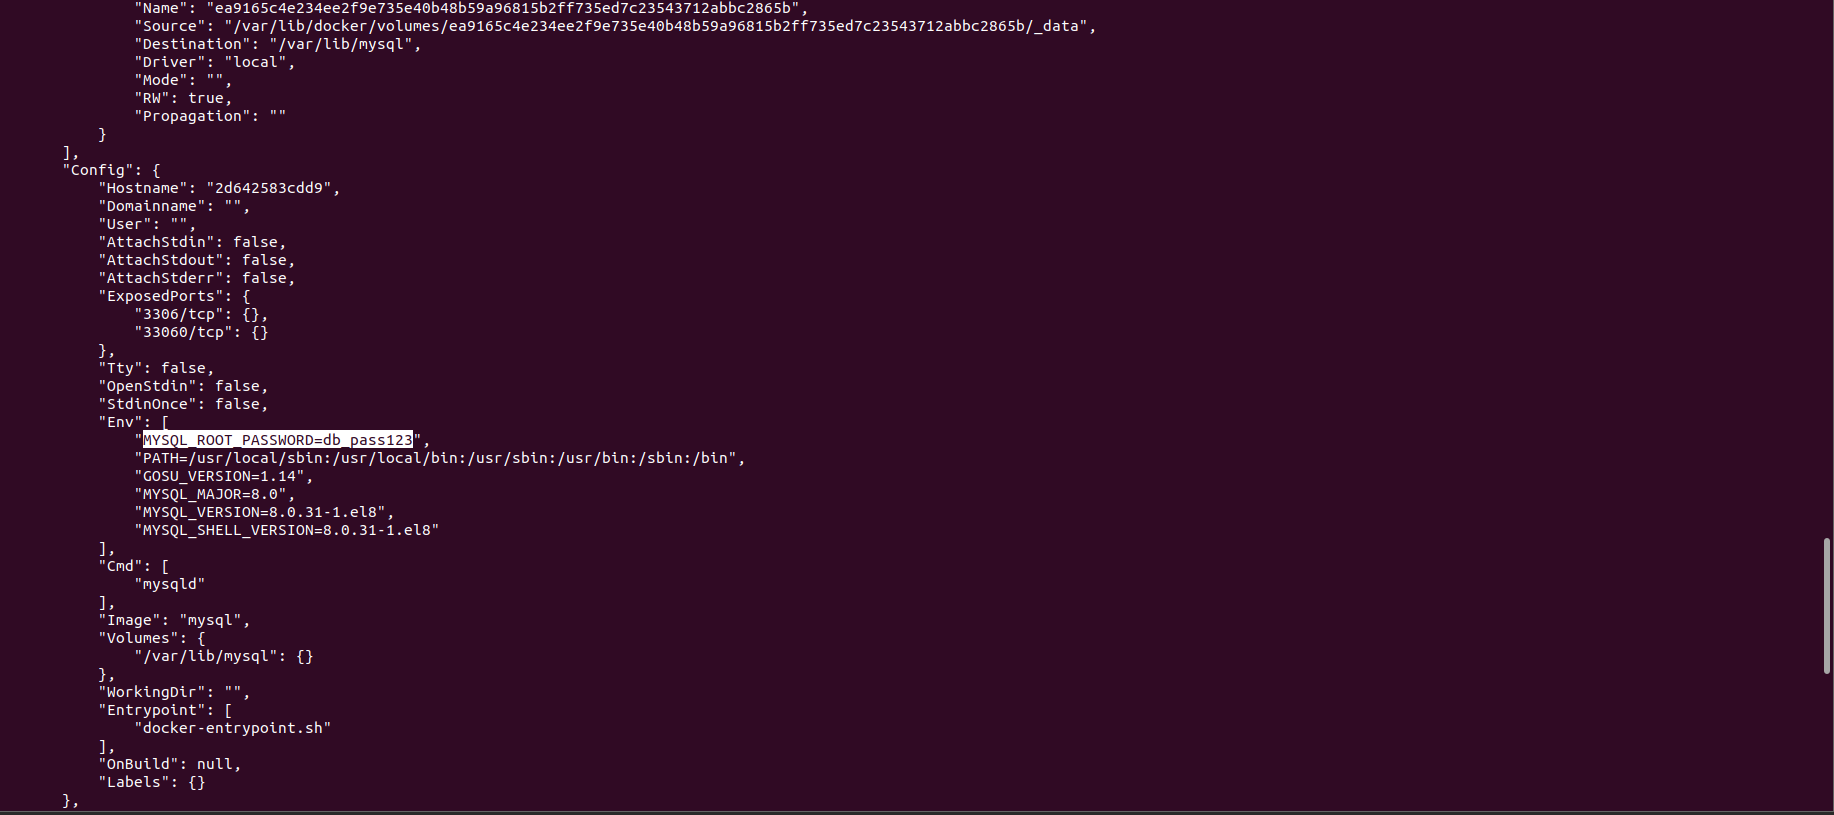 "Name": "ea9165c4e234ee2f9e735e40b48b59a96815b2ff735ed7c23543712abbc2865b",
"Source": "/var/lib/docker/volumes/ea9165c4e234ee2f9e735e40b48b59a96815b2ff735ed7c23543712abbc2865b/_data",
"Destination": "/var/lib/mysql",
"Driver": "local",
"Mode": "",
"RW": true,
"Propagation": ""
}
],
"Config": {
"Hostname": "2d642583cdd9",
"Domainname": "",
"User": "",
"AttachStdin": false,
"AttachStdout": false,
"AttachStderr": false,
"ExposedPorts": {
"3306/tcp": {},
"33060/tcp": {}
},
"Tty": false,
"OpenStdin": false,
"StdinOnce": false,
"Env": [
"MYSQL_ROOT_PASSWORD=db_pass123",
"PATH=/usr/local/sbin:/usr/local/bin:/usr/sbin:/usr/bin:/sbin:/bin",
"GOSU_VERSION=1.14",
"MYSQL_MAJOR=8.0",
"MYSQL_VERSION=8.0.31-1.el8",
"MYSQL_SHELL_VERSION=8.0.31-1.el8"
],
"Cmd": [
"mysqld"
],
"Image": "mysql",
"Volumes": {
"/var/lib/mysql": {}
},
"WorkingDir": "",
"Entrypoint": [
"docker-entrypoint.sh"
],
"OnBuild": null,
"Labels": {}
},